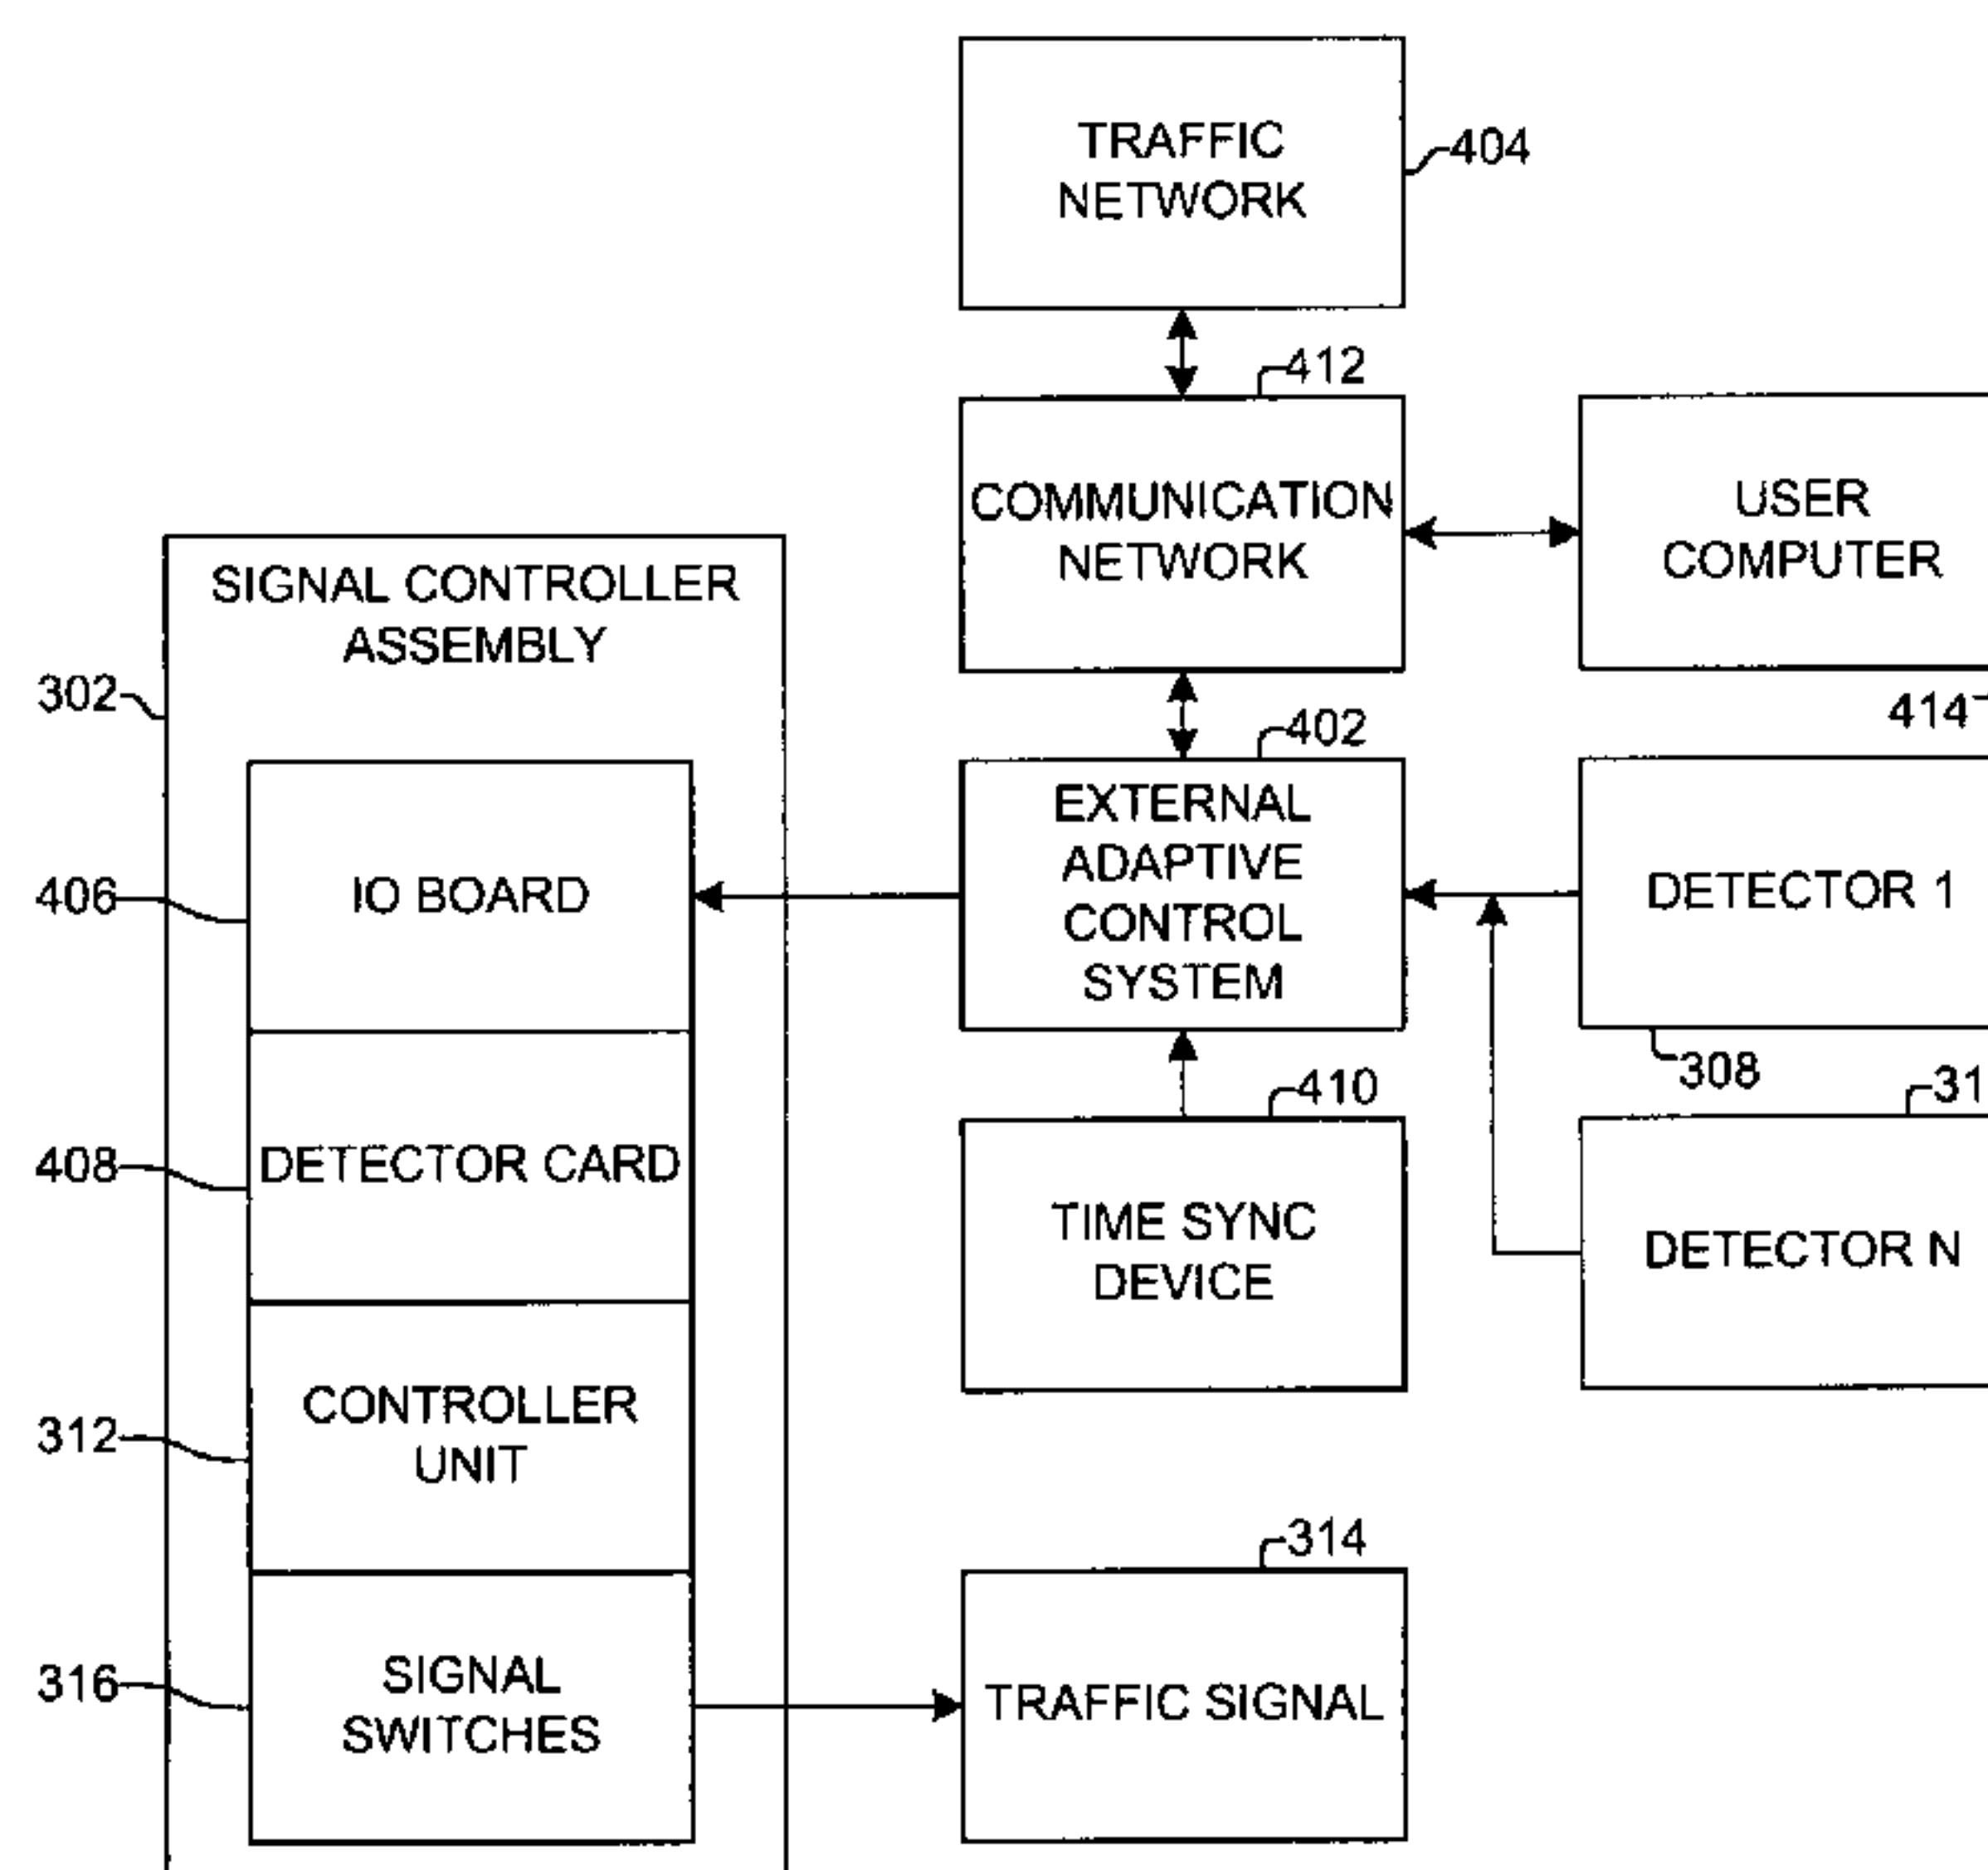 TRAFFIC
NETWORK
404
412
COMMUNICATION
NETWORK
USER
COMPUTER
414
SIGNAL CONTROLLER
ASSEMBLY
302
402
EXTERNAL
ADAPTIVE
CONTROL
SYSTEM
406
IO BOARD
DETECTOR 1
308
410
408
DETECTOR CARD
TIME SYNC
DEVICE
DETECTOR N
312
CONTROLLER
UNIT
314
316
SIGNAL
SWITCHES
TRAFFIC SIGNAL